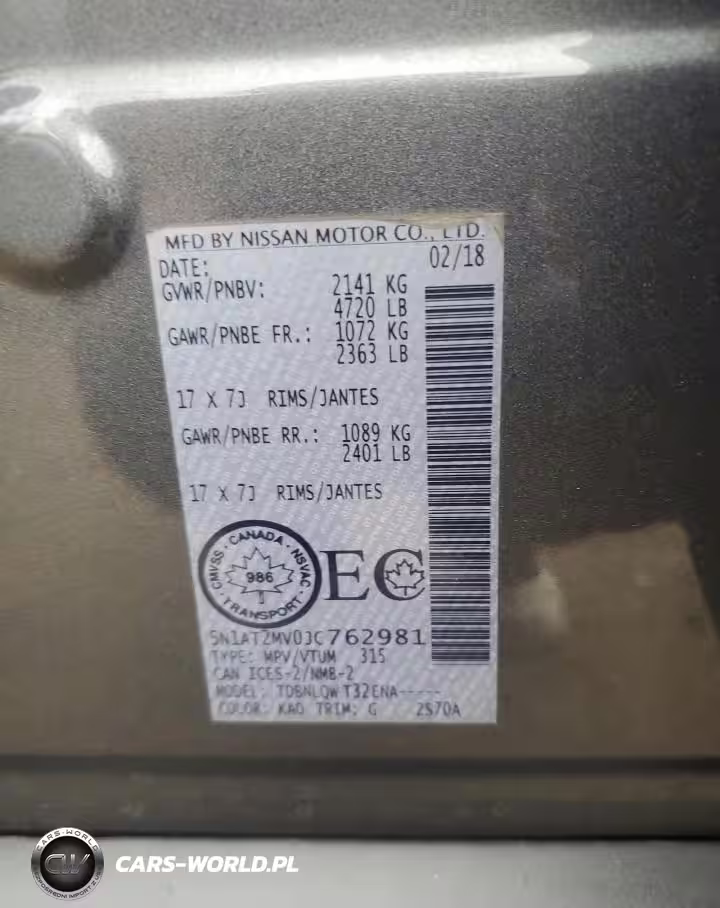 MFD BY NISSAN MOTOR CO., LTD.
DATE: 02/18
GVWR/PNBV: 2141 KG
4720 LB
GAWR/PNBE FR.: 1072 KG
2363 LB
17 X 7J RIMS/JANTES
GAWR/PNBE RR.: 1089 KG
2401 LB
17 X 7J RIMS/JANTES
CMVSS · CANADA · NSVAC
986
· TRANSPORT ·
EC
5N1AT2MV0JC762981
TYPE: MPV/VTUM 315
CAN ICES-2/NMB-2
MODEL: TDBNLQW T32ENA-----
COLOR: KAD TRIM: G 2S70A
CARS-WORLD
CW
CARS-WORLD.PL